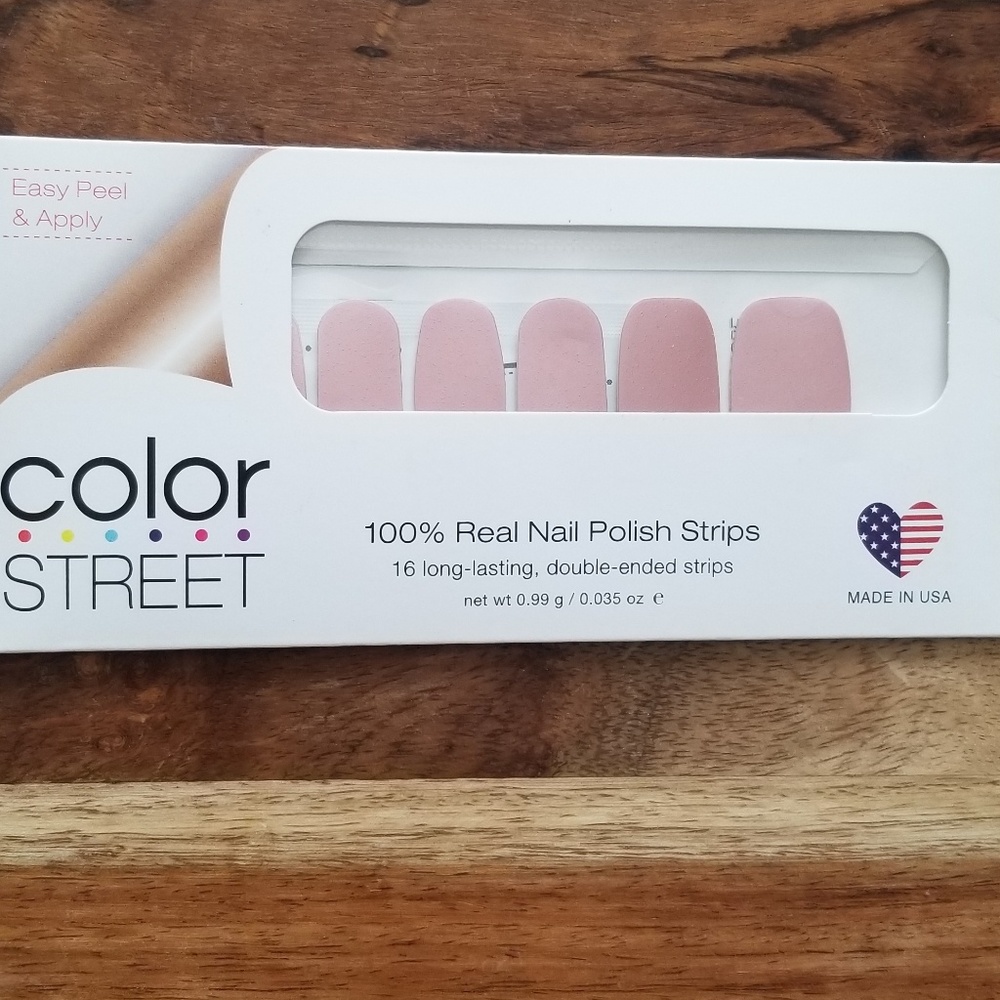 Easy Peel
& Apply
color
STREET
100% Real Nail Polish Strips
16 long-lasting, double-ended strips
net wt 0.99 g / 0.035 oz ℮
MADE IN USA